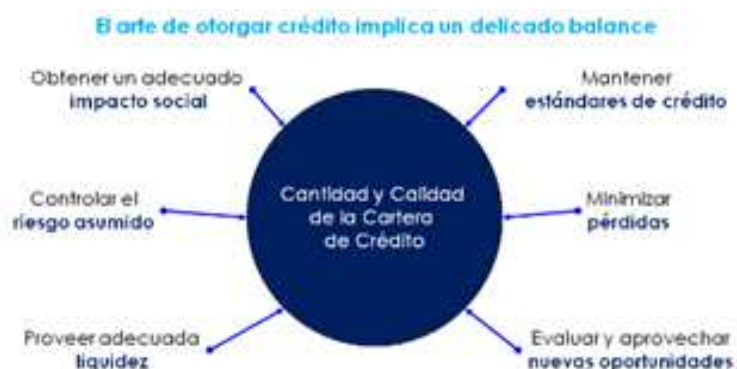 El arte de otorgar crédito implica un delicado balance
Obtener un adecuado
impacto social
Mantener
estándares de crédito
Controlar el
riesgo asumido
Cantidad y Calidad
de la Cartera
de Crédito
Minimizar
pérdidas
Proveer adecuada
liquidez
Evaluar y aprovechar
nuevas oportunidades